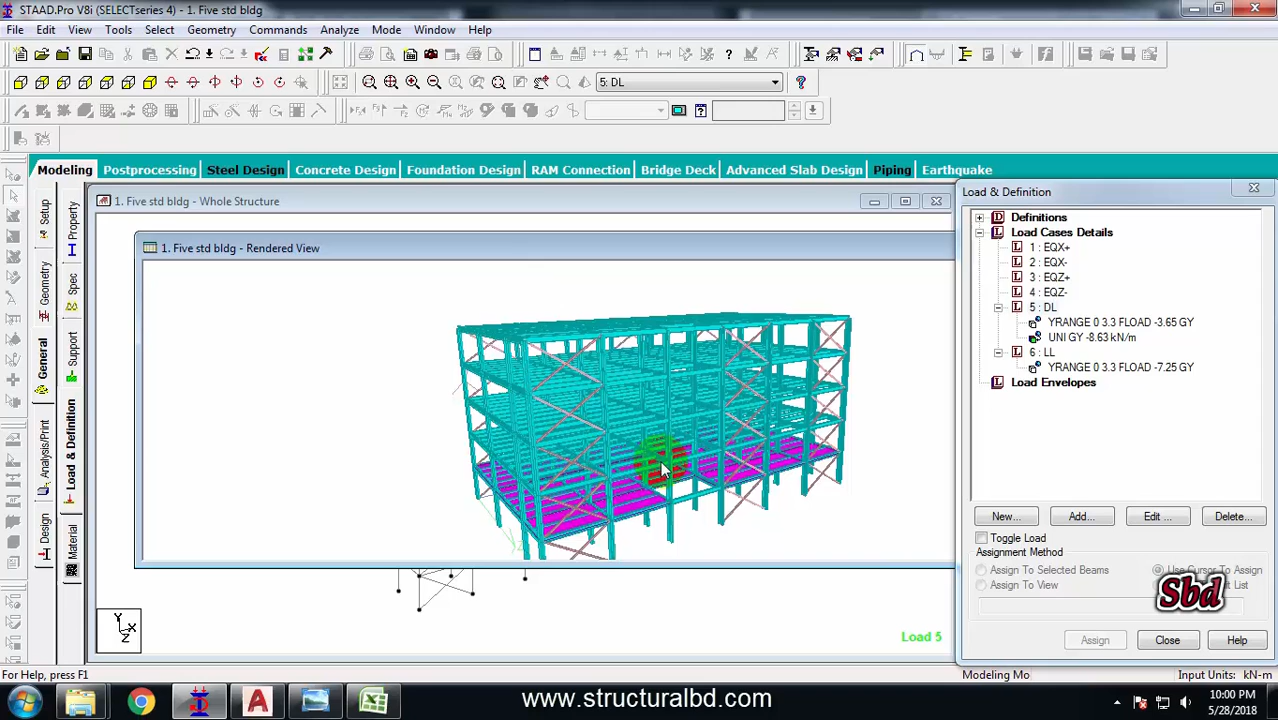 STAAD.Pro V8i (SELECTseries 4) - 1. Five std bldg
File Edit View Tools Select Geometry Commands Analyze Mode Window Help
5: DL
Modeling Postprocessing Steel Design Concrete Design Foundation Design RAM Connection Bridge Deck Advanced Slab Design Piping Earthquake
Setup
Geometry
General
Analysis/Print
Design
Property
Spec
Support
Load & Definition
Material
1. Five std bldg - Whole Structure
1. Five std bldg - Rendered View
Load 5
Y
X
Z
Load & Definition
Definitions
Load Cases Details
1 : EQX+
2 : EQX-
3 : EQZ+
4 : EQZ-
5 : DL
YRANGE 0 3.3 FLOAD -3.65 GY
UNI GY -8.63 kN/m
6 : LL
YRANGE 0 3.3 FLOAD -7.25 GY
Load Envelopes
New... Add... Edit ... Delete...
Toggle Load
Assignment Method
Assign To Selected Beams Use Cursor To Assign
Assign To View
Sbd
Assign Close Help
For Help, press F1 Modeling Mo Input Units: kN-m
www.structuralbd.com
10:00 PM
5/28/2018